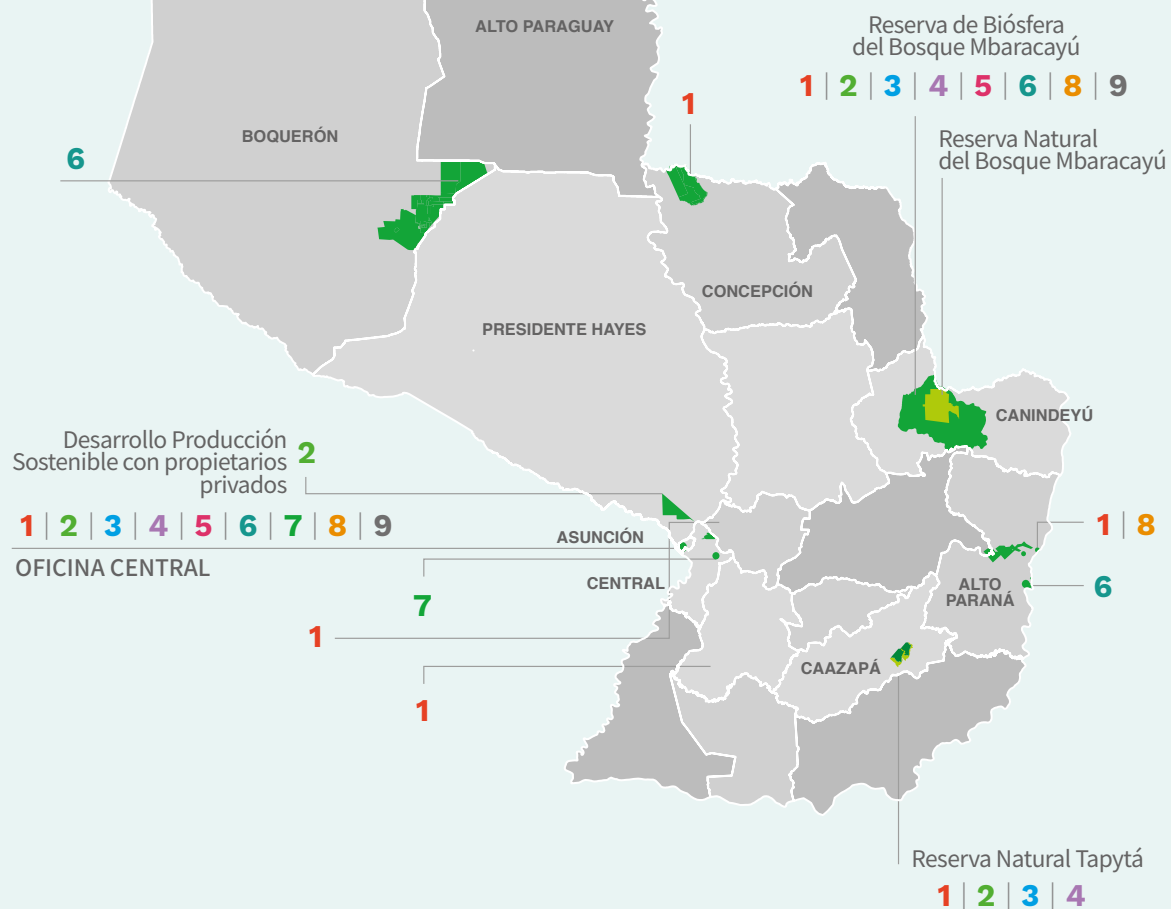 ALTO PARAGUAY
Reserva de Biósfera
del Bosque Mbaracayú
1 | 2 | 3 | 4 | 5 | 6 | 8 | 9
1
BOQUERÓN
6
Reserva Natural
del Bosque Mbaracayú
CONCEPCIÓN
PRESIDENTE HAYES
CANINDEYÚ
Desarrollo Producción
Sostenible con propietarios
privados
2
1 | 2 | 3 | 4 | 5 | 6 | 7 | 8 | 9
OFICINA CENTRAL
ASUNCIÓN
1 | 8
CENTRAL
7
ALTO
PARANÁ
6
1
CAAZAPÁ
1
Reserva Natural Tapytá
1 | 2 | 3 | 4